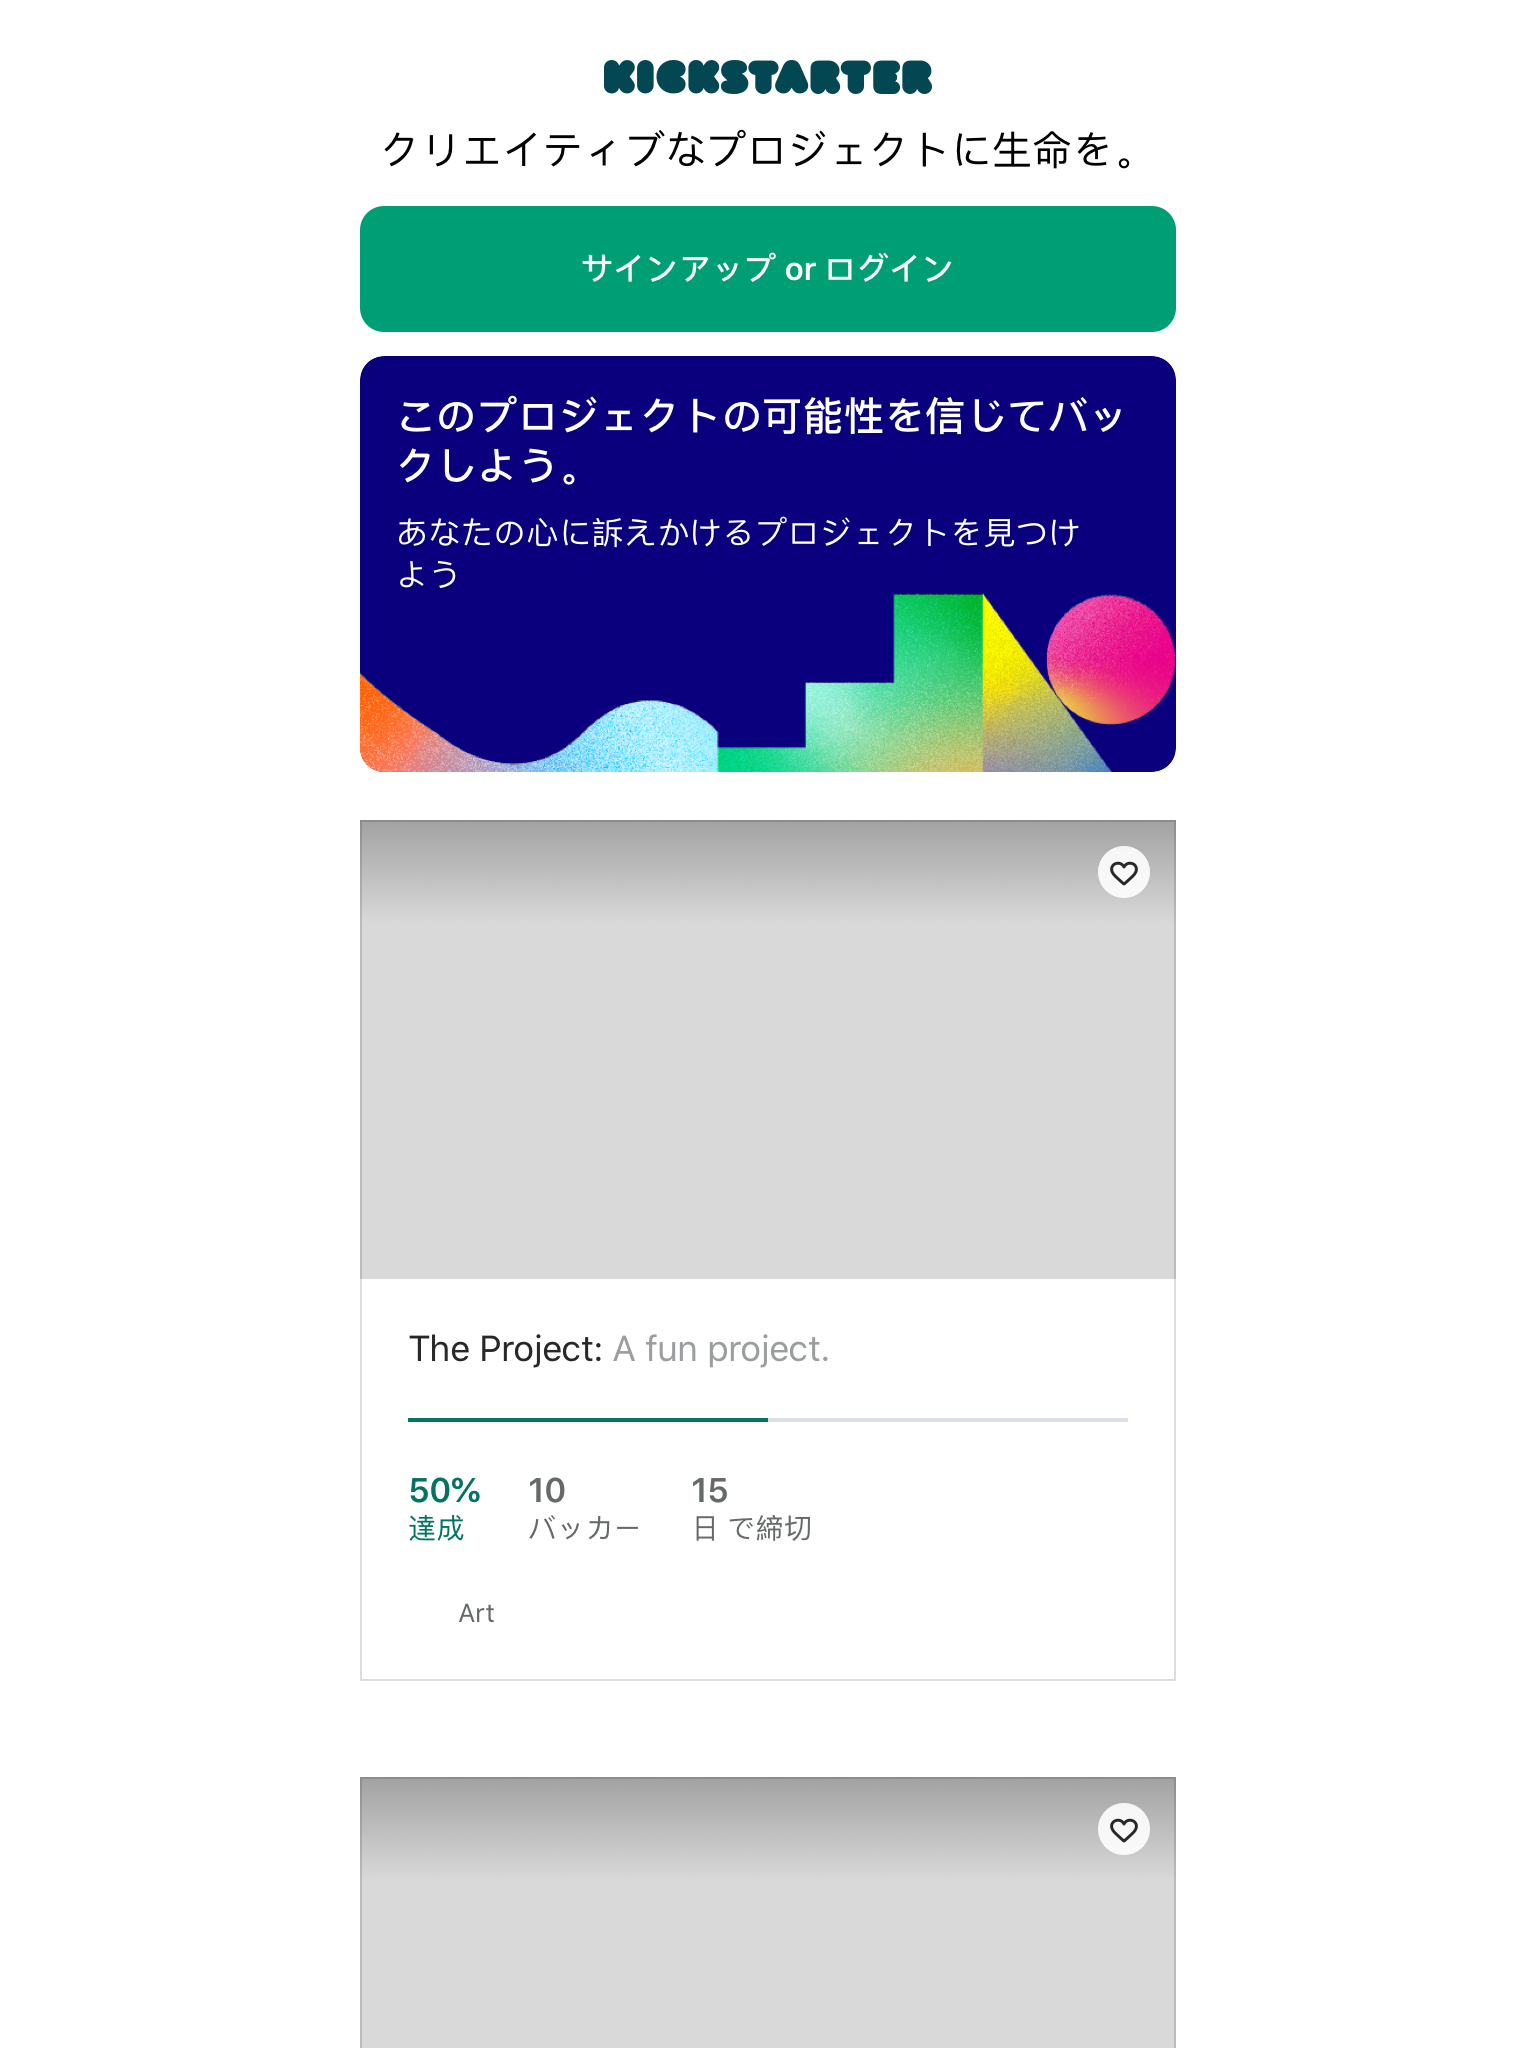 KICKSTARTER
クリエイティブなプロジェクトに生命を。
サインアップ or ログイン
このプロジェクトの可能性を信じてバッ
クしよう。
あなたの心に訴えかけるプロジェクトを見つけ
よう
The Project: A fun project.
50% 10 15
達成 バッカー 日 で締切
Art